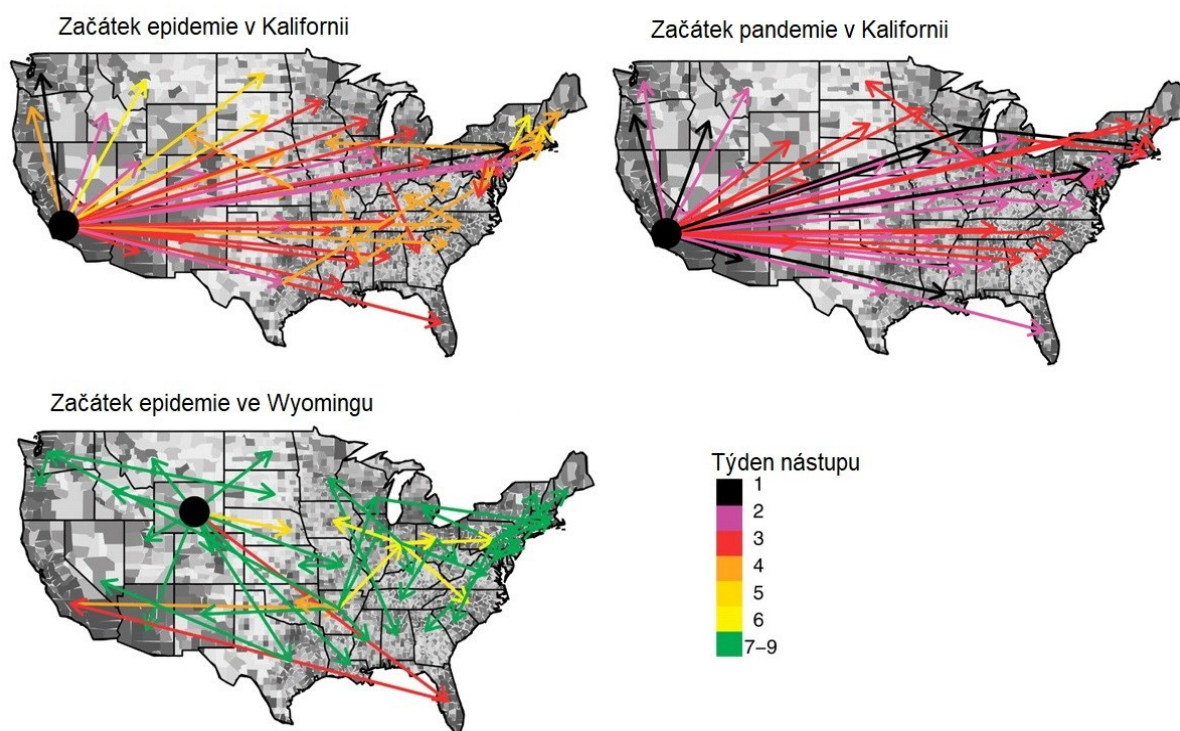 Začátek epidemie v Kalifornii
Začátek pandemie v Kalifornii
Začátek epidemie ve Wyomingu
Týden nástupu
1
2
3
4
5
6
7–9